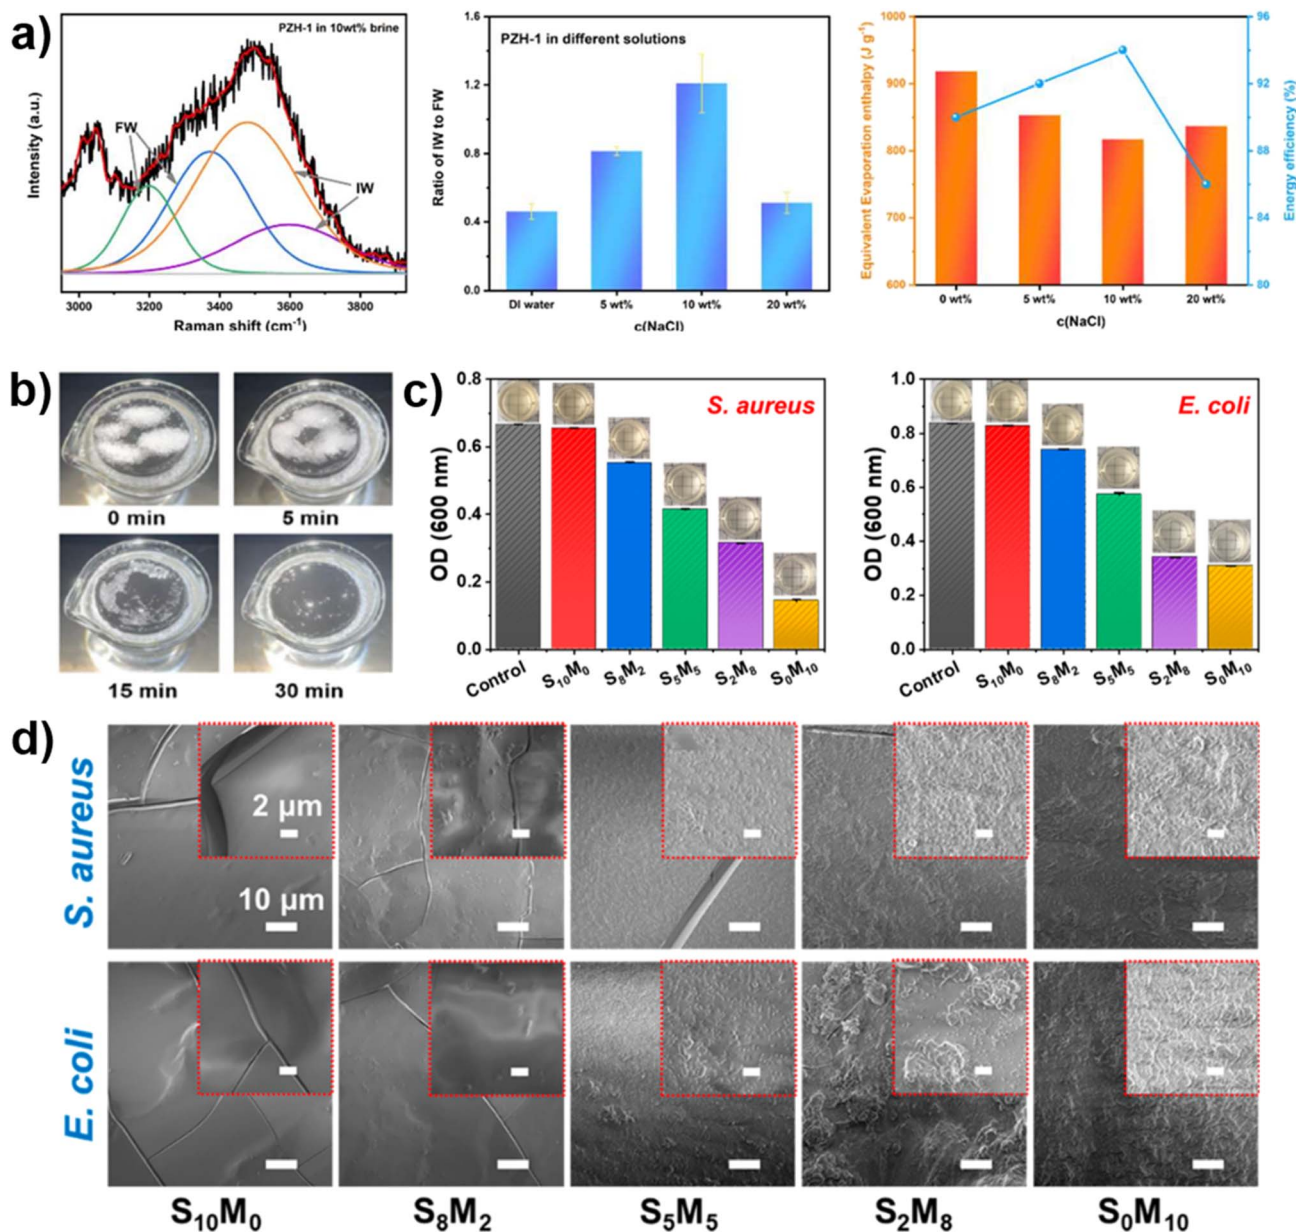 a)
PZH-1 in 10wt% brine
FW
IW
Intensity (a.u.)
3000 3200 3400 3600 3800
Raman shift (cm⁻¹)
PZH-1 in different solutions
Ratio of IW to FW
1.6
1.2
0.8
0.4
0.0
DI water 5 wt% 10 wt% 20 wt%
c(NaCl)
Equivalent Evaporation enthalpy (J g⁻¹)
1000
900
800
700
600
0 wt% 5 wt% 10 wt% 20 wt%
c(NaCl)
96
92
88
84
80
Energy efficiency (%)
b)
0 min 5 min
15 min 30 min
c)
S. aureus
OD (600 nm)
0.8
0.6
0.4
0.2
0.0
Control S₁₀M₀ S₈M₂ S₅M₅ S₂M₈ S₀M₁₀
E. coli
OD (600 nm)
1.0
0.8
0.6
0.4
0.2
0.0
Control S₁₀M₀ S₈M₂ S₅M₅ S₂M₈ S₀M₁₀
d)
S. aureus
2 µm
10 µm
E. coli
S₁₀M₀ S₈M₂ S₅M₅ S₂M₈ S₀M₁₀